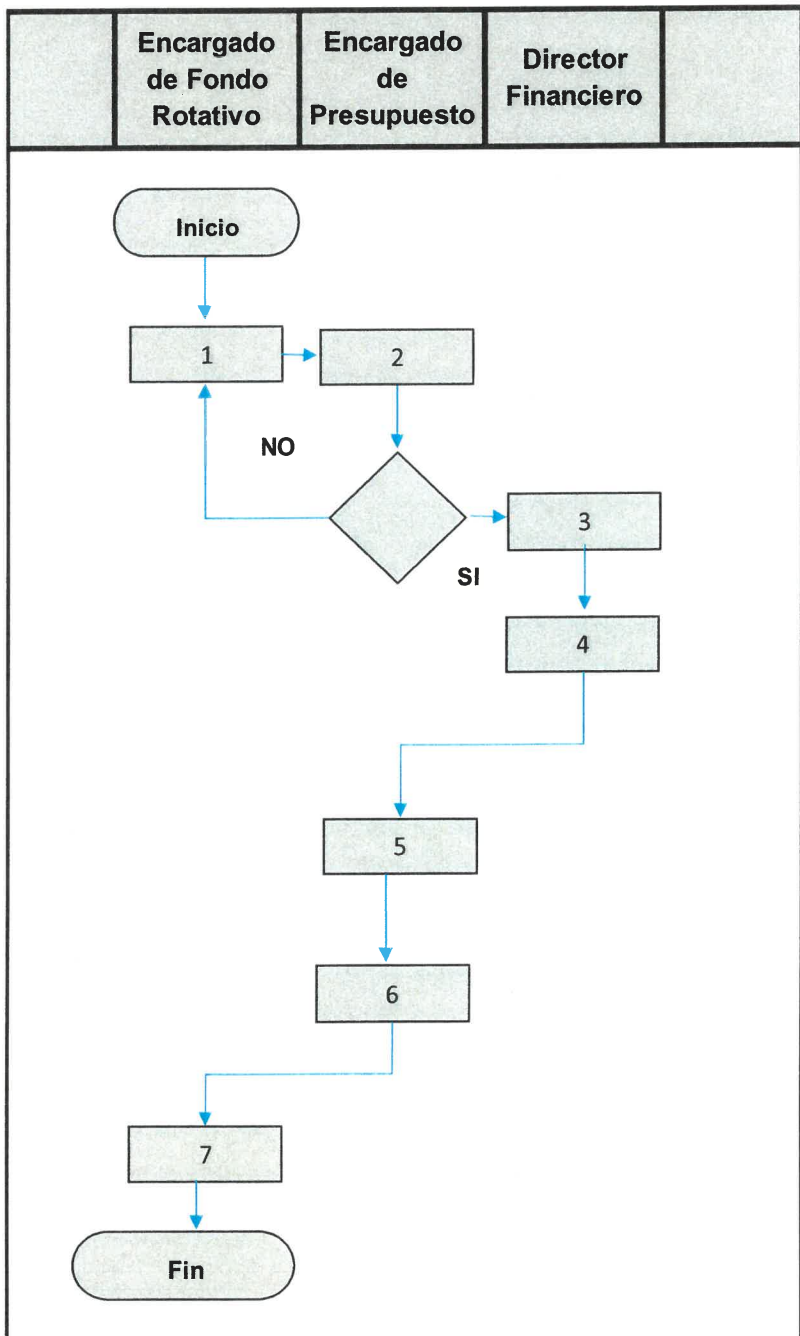 Encargado
de Fondo
Rotativo
Encargado
de
Presupuesto
Director
Financiero
Inicio
1
2
NO
3
SI
4
5
6
7
Fin